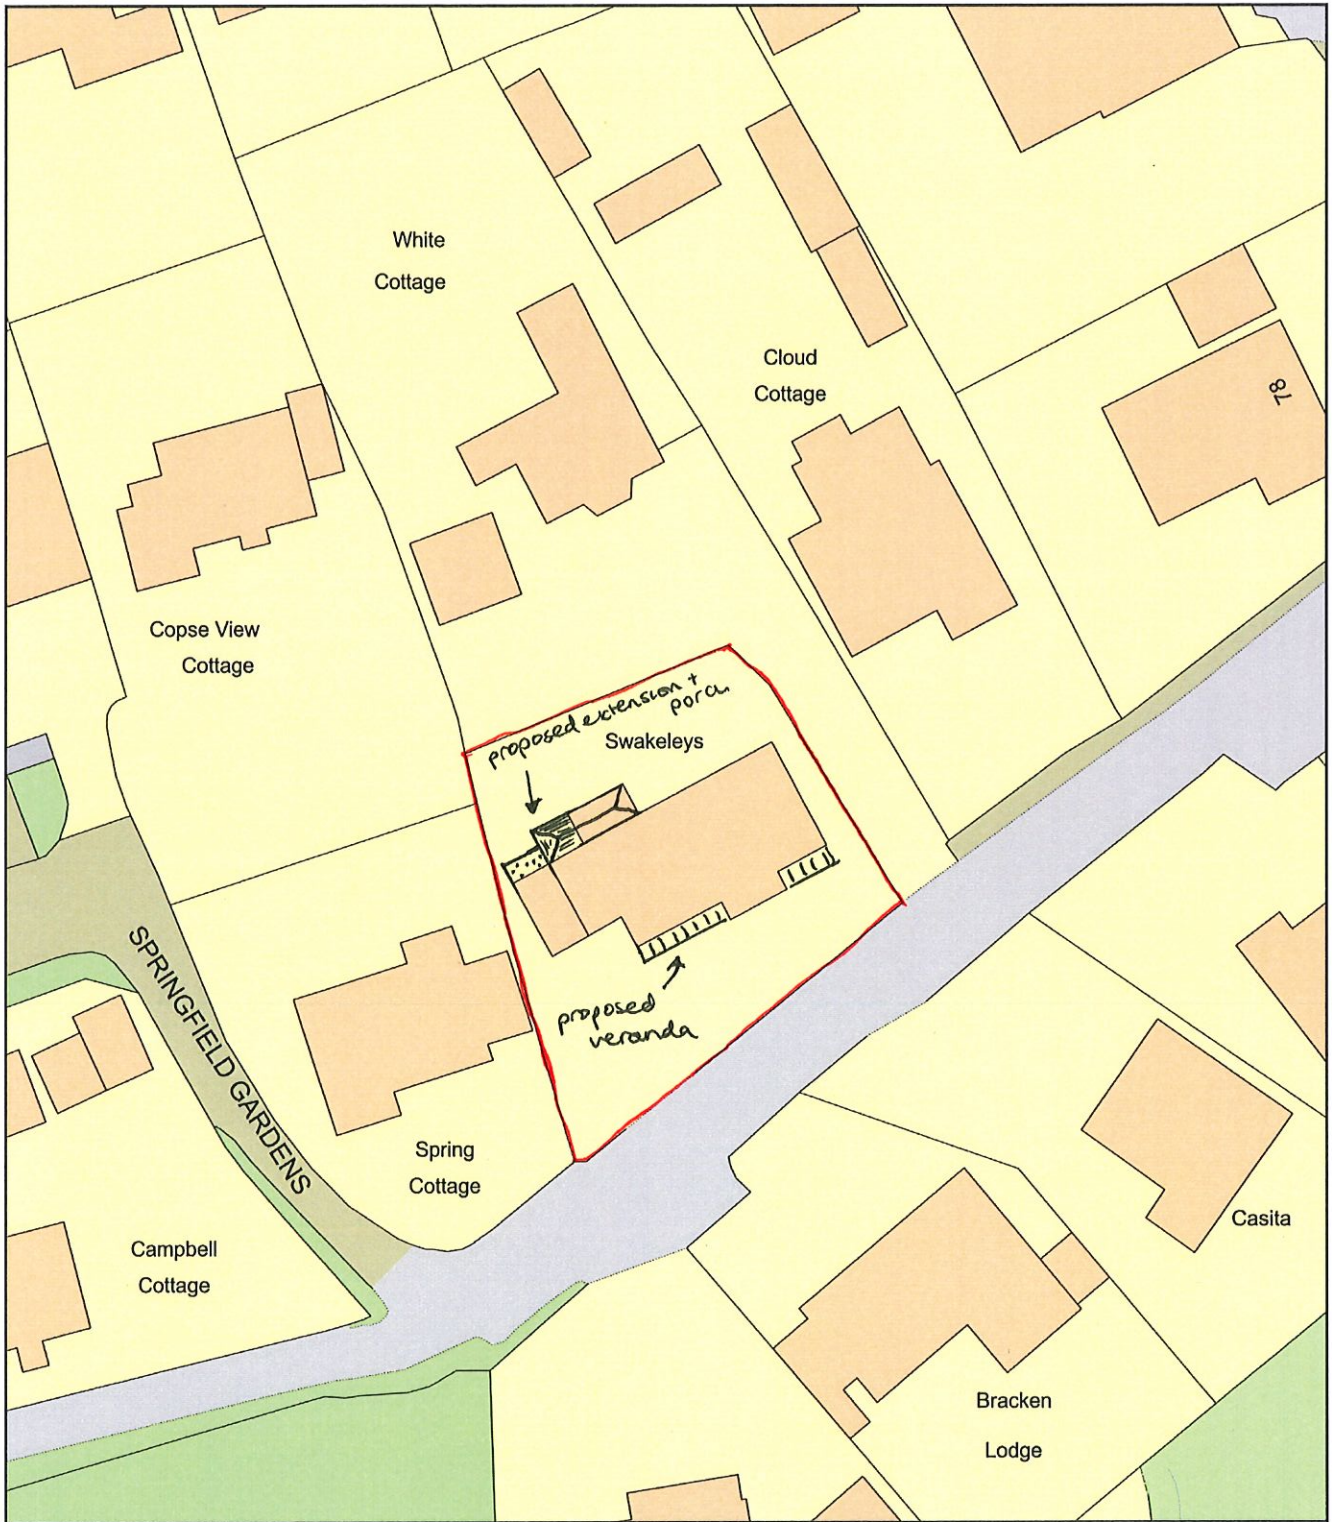 White
Cottage
Cloud
Cottage
78
Copse View
Cottage
proposed extension +
porch
Swakeleys
SPRINGFIELD GARDENS
proposed
veranda
Spring
Cottage
Campbell
Cottage
Casita
Bracken
Lodge